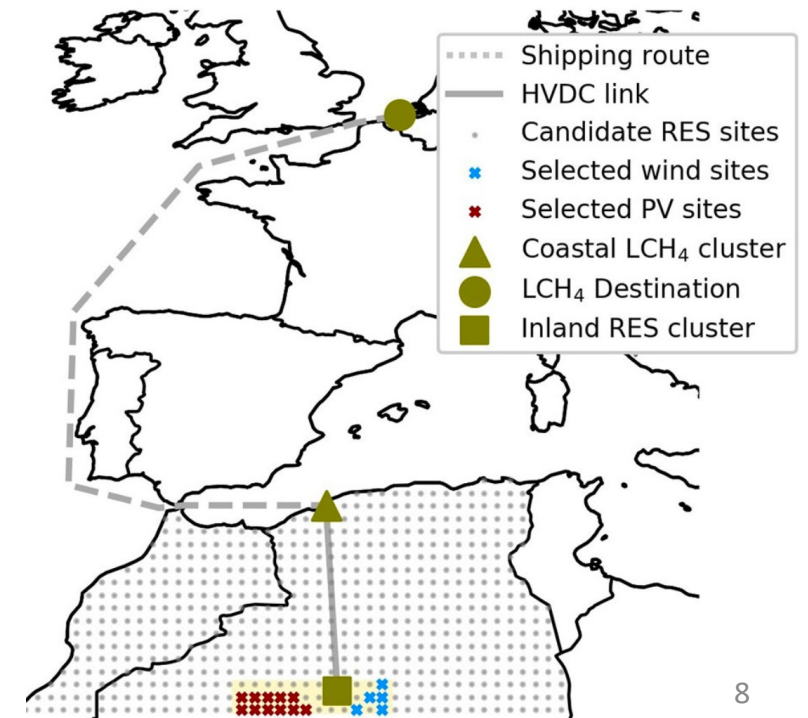 Shipping route
HVDC link
Candidate RES sites
Selected wind sites
Selected PV sites
Coastal LCH₄ cluster
LCH₄ Destination
Inland RES cluster
8